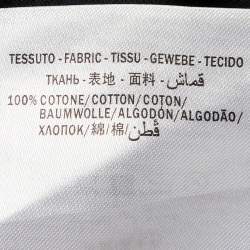 TESSUTO - FABRIC - TISSU - GEWEBE - TECIDO
ТКАНЬ - 表地 - 面料 - قماش
100% COTONE/COTTON/COTON/
BAUMWOLLE/ALGODÓN/ALGODÃO/
ХЛОПОК/綿/棉/قطن